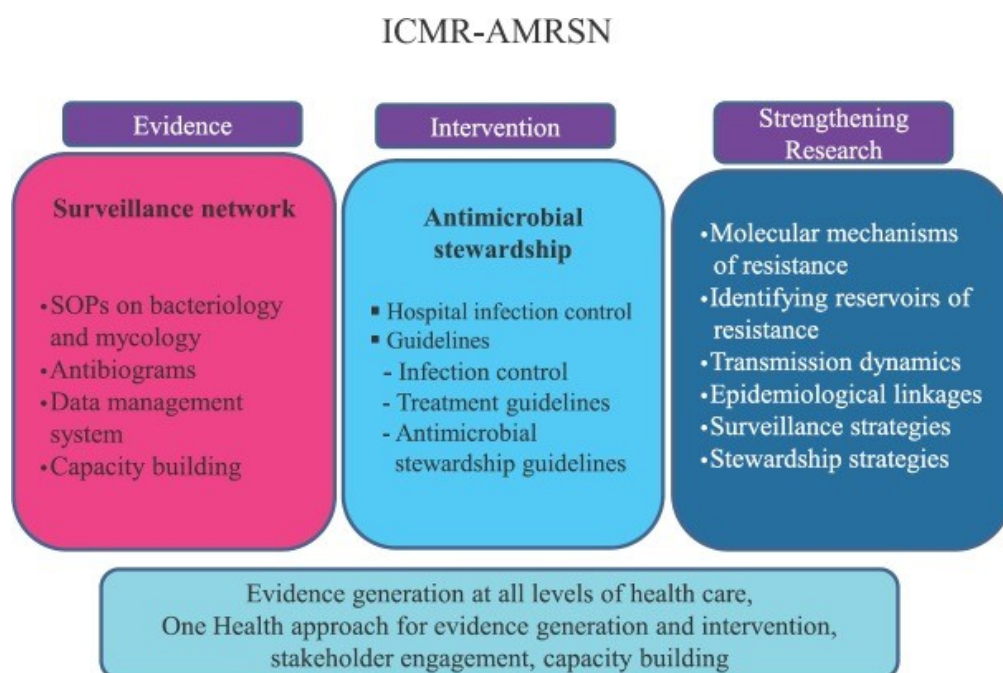 ICMR-AMRSN
Evidence
Surveillance network
•SOPs on bacteriology
and mycology
•Antibiograms
•Data management
system
•Capacity building
Intervention
Antimicrobial
stewardship
▪ Hospital infection control
▪ Guidelines
- Infection control
- Treatment guidelines
- Antimicrobial
stewardship guidelines
Strengthening
Research
•Molecular mechanisms
of resistance
•Identifying reservoirs of
resistance
•Transmission dynamics
•Epidemiological linkages
•Surveillance strategies
•Stewardship strategies
Evidence generation at all levels of health care,
One Health approach for evidence generation and intervention,
stakeholder engagement, capacity building